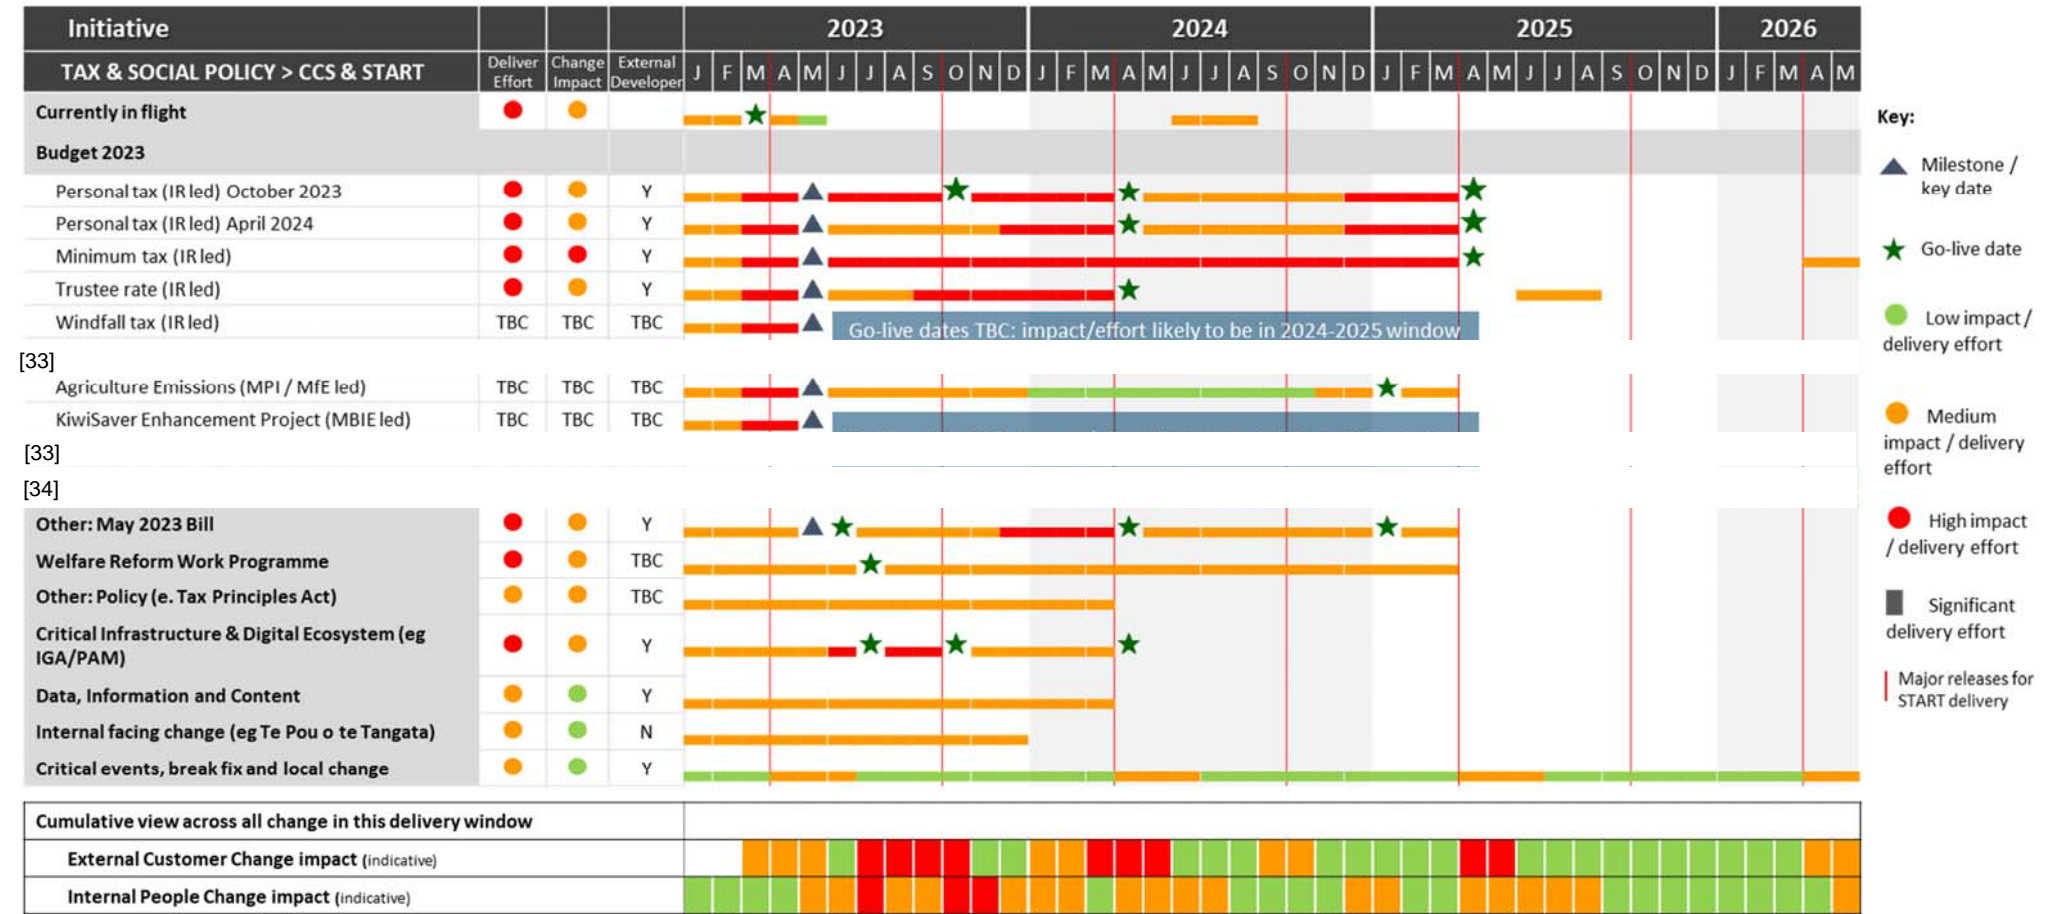 Initiative 2023 2024 2025 2026
TAX & SOCIAL POLICY > CCS & START Deliver Effort Change Impact External Developer J F M A M J J A S O N D J F M A M J J A S O N D J F M A M J J A S O N D J F M A M
Currently in flight
Budget 2023
Personal tax (IR led) October 2023 Y
Personal tax (IR led) April 2024 Y
Minimum tax (IR led) Y
Trustee rate (IR led) Y
Windfall tax (IR led) TBC TBC TBC Go-live dates TBC: impact/effort likely to be in 2024-2025 window
[33]
Agriculture Emissions (MPI / MfE led) TBC TBC TBC
KiwiSaver Enhancement Project (MBIE led) TBC TBC TBC
[33]
[34]
Other: May 2023 Bill Y
Welfare Reform Work Programme TBC
Other: Policy (e. Tax Principles Act) TBC
Critical Infrastructure & Digital Ecosystem (eg
IGA/PAM) Y
Data, Information and Content Y
Internal facing change (eg Te Pou o te Tangata) N
Critical events, break fix and local change Y
Cumulative view across all change in this delivery window
External Customer Change impact (indicative)
Internal People Change impact (indicative)
Key:
Milestone /
key date
Go-live date
Low impact /
delivery effort
Medium
impact / delivery
effort
High impact
/ delivery effort
Significant
delivery effort
Major releases for
START delivery